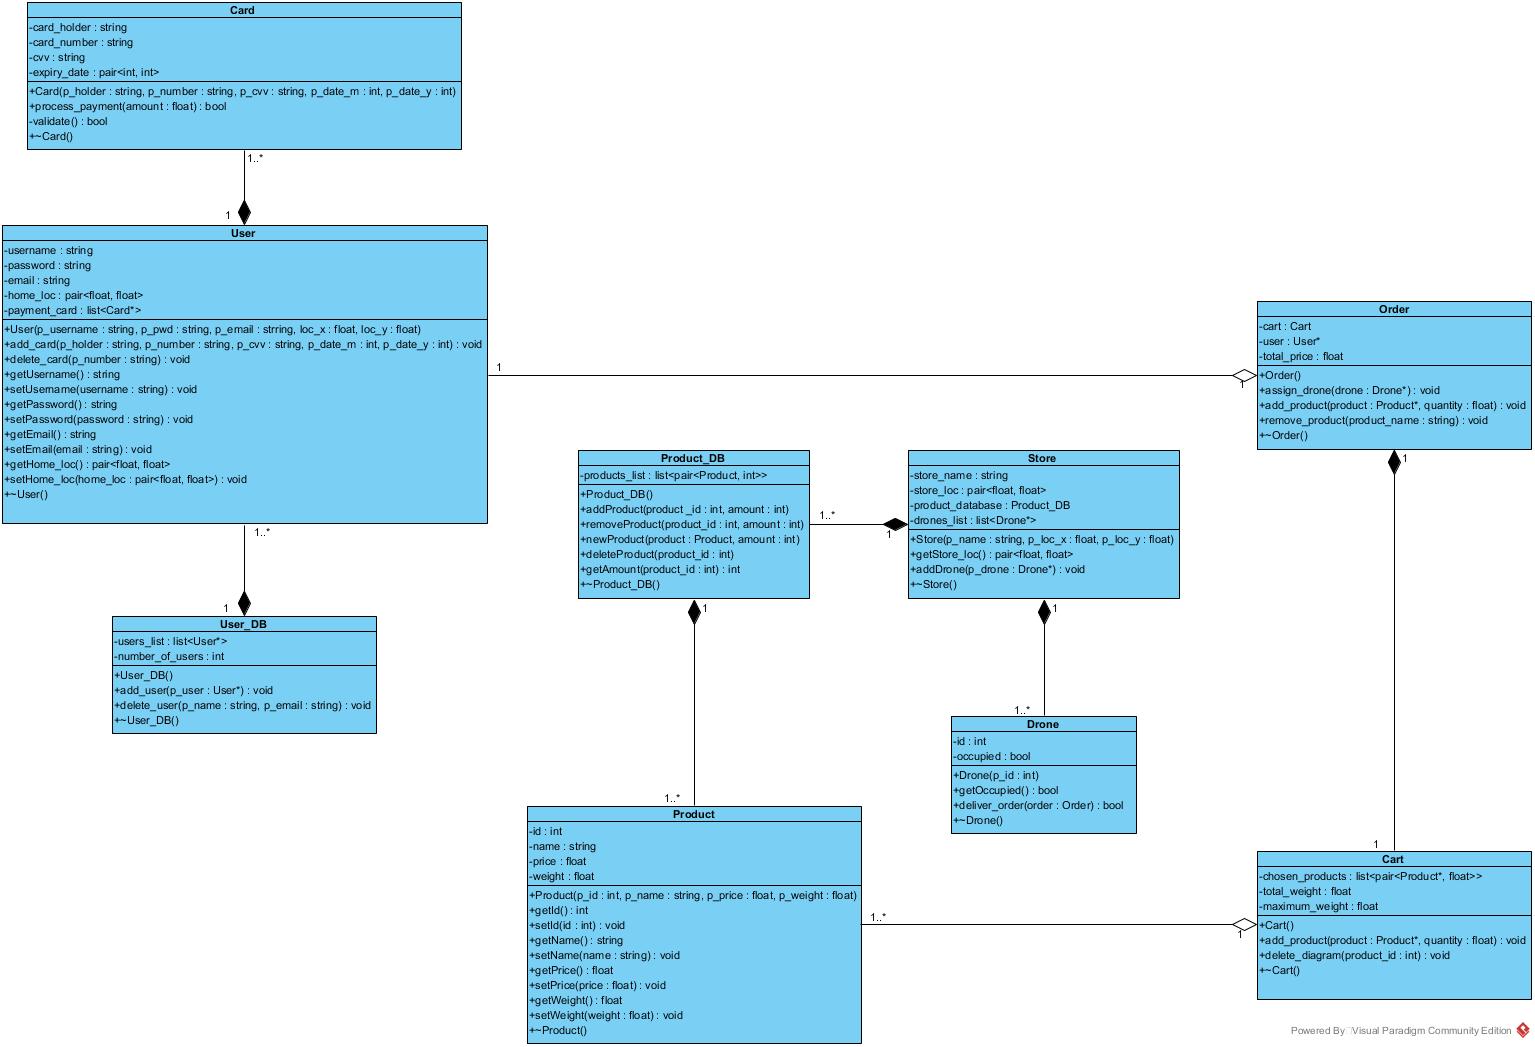 Card
-card_holder : string
-card_number : string
-cvv : string
-expiry_date : pair<int, int>
+Card(p_holder : string, p_number : string, p_cvv : string, p_date_m : int, p_date_y : int)
+process_payment(amount : float) : bool
-validate() : bool
+~Card()
1..*
1
User
-username : string
-password : string
-email : string
-home_loc : pair<float, float>
-payment_card : list<Card*>
+User(p_username : string, p_pwd : string, p_email : strring, loc_x : float, loc_y : float)
+add_card(p_holder : string, p_number : string, p_cvv : string, p_date_m : int, p_date_y : int) : void
+delete_card(p_number : string) : void
+getUsername() : string
+setUsername(username : string) : void
+getPassword() : string
+setPassword(password : string) : void
+getEmail() : string
+setEmail(email : string) : void
+getHome_loc() : pair<float, float>
+setHome_loc(home_loc : pair<float, float>) : void
+~User()
1
1
Order
-cart : Cart
-user : User*
-total_price : float
+Order()
+assign_drone(drone : Drone*) : void
+add_product(product : Product*, quantity : float) : void
+remove_product(product_name : string) : void
+~Order()
1..*
1
User_DB
-users_list : list<User*>
-number_of_users : int
+User_DB()
+add_user(p_user : User*) : void
+delete_user(p_name : string, p_email : string) : void
+~User_DB()
Product_DB
-products_list : list<pair<Product, int>>
+Product_DB()
+addProduct(product _id : int, amount : int)
+removeProduct(product_id : int, amount : int)
+newProduct(product : Product, amount : int)
+deleteProduct(product_id : int)
+getAmount(product_id : int) : int
+~Product_DB()
1..*
1
Store
-store_name : string
-store_loc : pair<float, float>
-product_database : Product_DB
-drones_list : list<Drone*>
+Store(p_name : string, p_loc_x : float, p_loc_y : float)
+getStore_loc() : pair<float, float>
+addDrone(p_drone : Drone*) : void
+~Store()
1
1..*
1
1..*
Drone
-id : int
-occupied : bool
+Drone(p_id : int)
+getOccupied() : bool
+deliver_order(order : Order) : bool
+~Drone()
Product
-id : int
-name : string
-price : float
-weight : float
+Product(p_id : int, p_name : string, p_price : float, p_weight : float)
+getId() : int
+setId(id : int) : void
+getName() : string
+setName(name : string) : void
+getPrice() : float
+setPrice(price : float) : void
+getWeight() : float
+setWeight(weight : float) : void
+~Product()
1..*
1
1
1
Cart
-chosen_products : list<pair<Product*, float>>
-total_weight : float
-maximum_weight : float
+Cart()
+add_product(product : Product*, quantity : float) : void
+delete_diagram(product_id : int) : void
+~Cart()
Powered By Visual Paradigm Community Edition